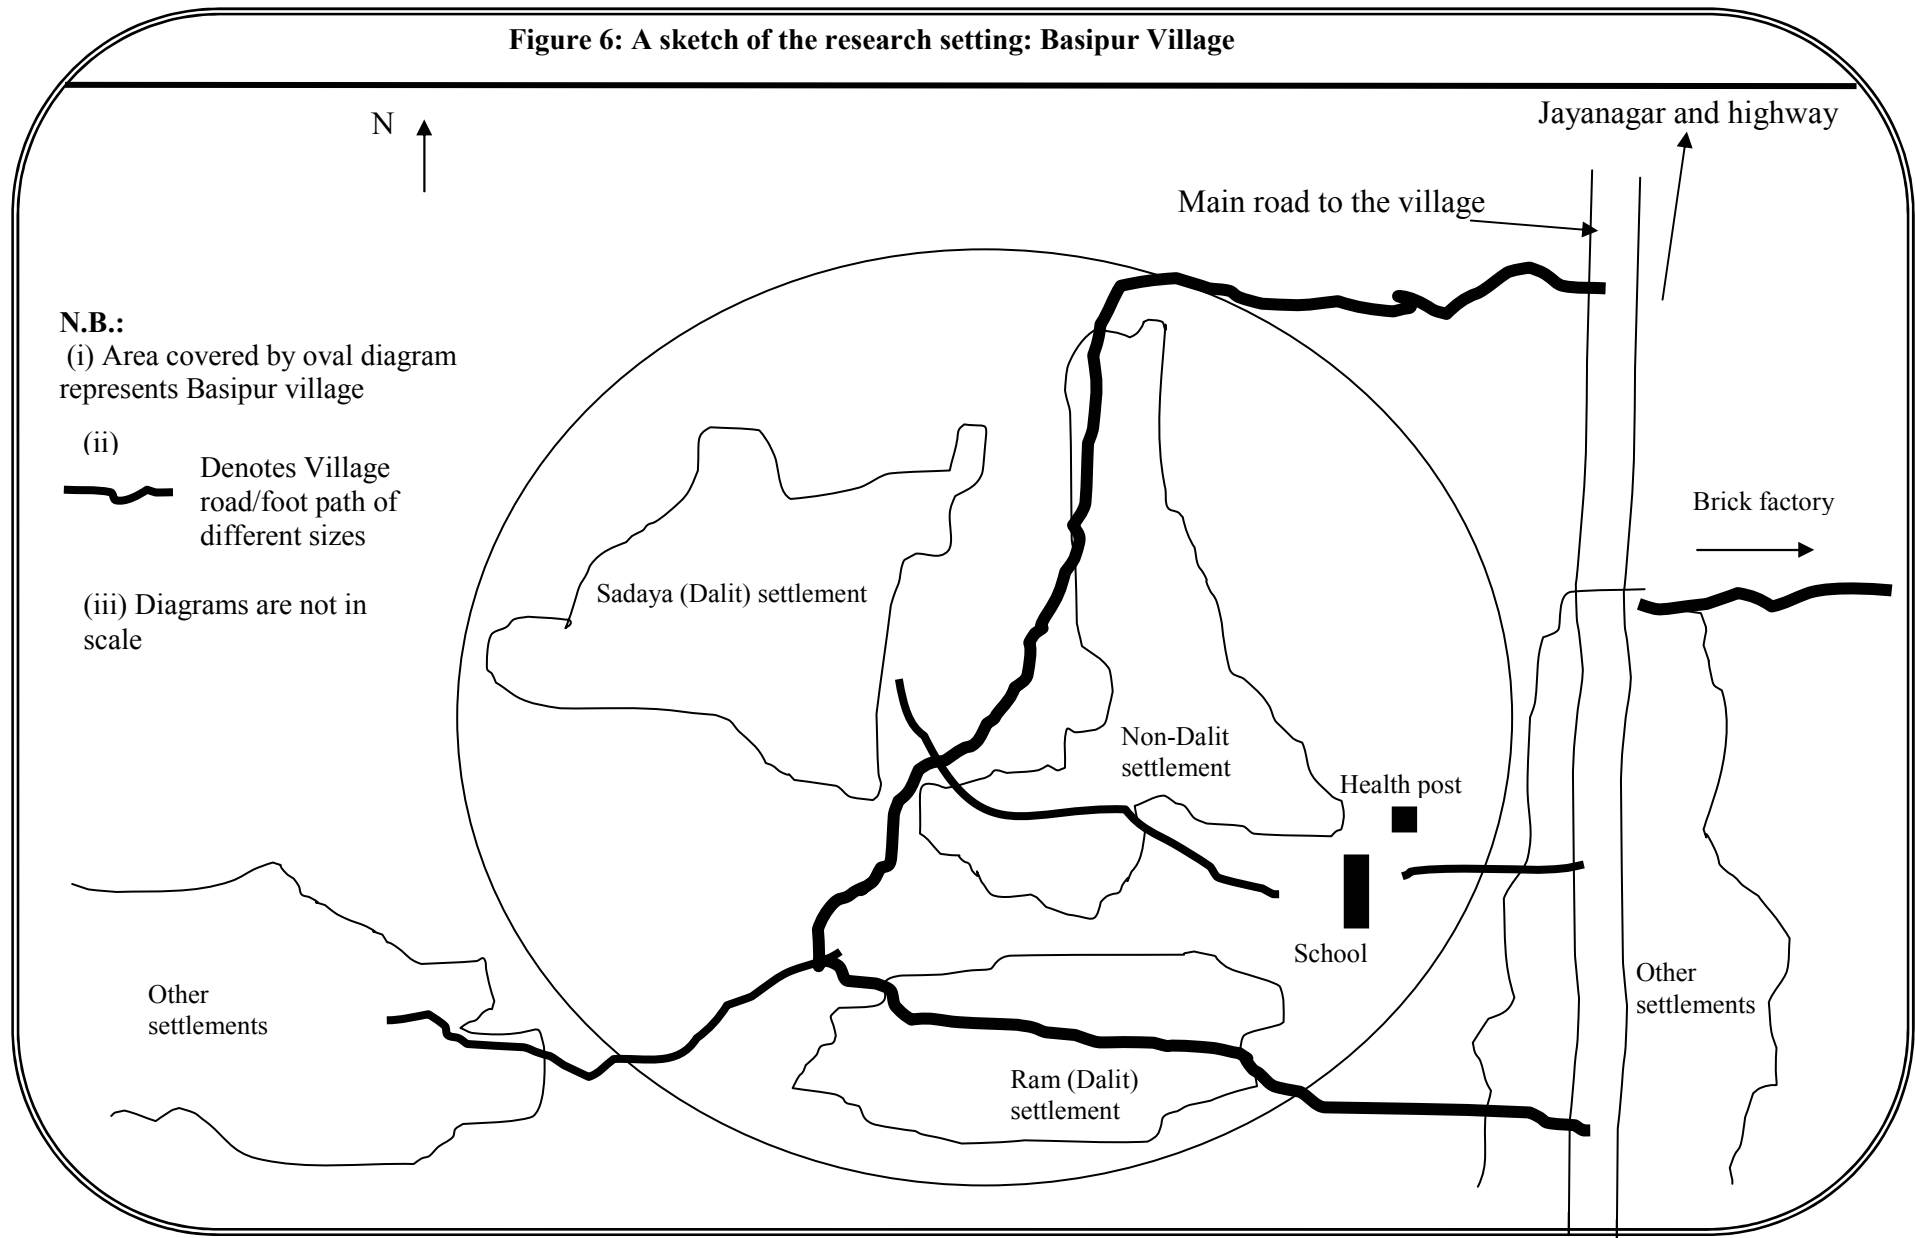 Figure 6: A sketch of the research setting: Basipur Village
N
Jayanagar and highway
Main road to the village
N.B.:
(i) Area covered by oval diagram
represents Basipur village
(ii)
Denotes Village
road/foot path of
different sizes
(iii) Diagrams are not in
scale
Brick factory
Sadaya (Dalit) settlement
Non-Dalit
settlement
Health post
School
Other
settlements
Other
settlements
Ram (Dalit)
settlement